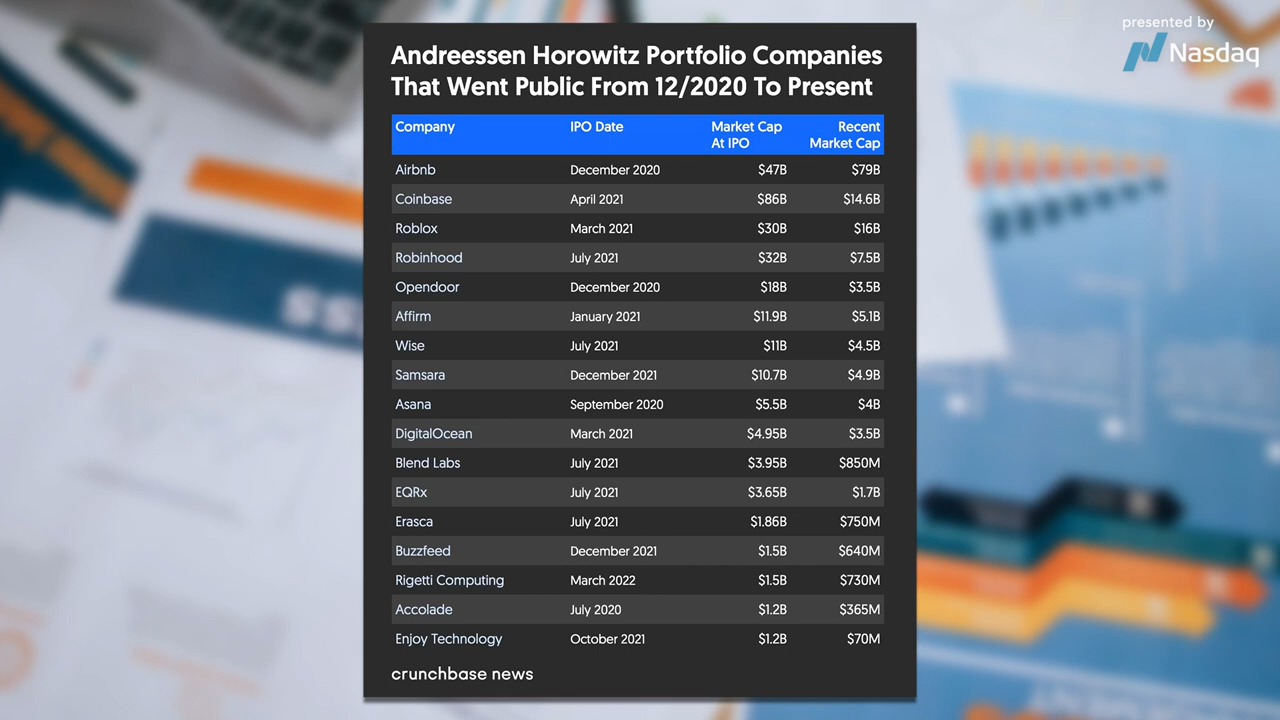 presented by
Nasdaq
Andreessen Horowitz Portfolio Companies
That Went Public From 12/2020 To Present
Company IPO Date Market Cap At IPO Recent Market Cap
Airbnb December 2020 $47B $79B
Coinbase April 2021 $86B $14.6B
Roblox March 2021 $30B $16B
Robinhood July 2021 $32B $7.5B
Opendoor December 2020 $18B $3.5B
Affirm January 2021 $11.9B $5.1B
Wise July 2021 $11B $4.5B
Samsara December 2021 $10.7B $4.9B
Asana September 2020 $5.5B $4B
DigitalOcean March 2021 $4.95B $3.5B
Blend Labs July 2021 $3.95B $850M
EQRx July 2021 $3.65B $1.7B
Erasca July 2021 $1.86B $750M
Buzzfeed December 2021 $1.5B $640M
Rigetti Computing March 2022 $1.5B $730M
Accolade July 2020 $1.2B $365M
Enjoy Technology October 2021 $1.2B $70M
crunchbase news